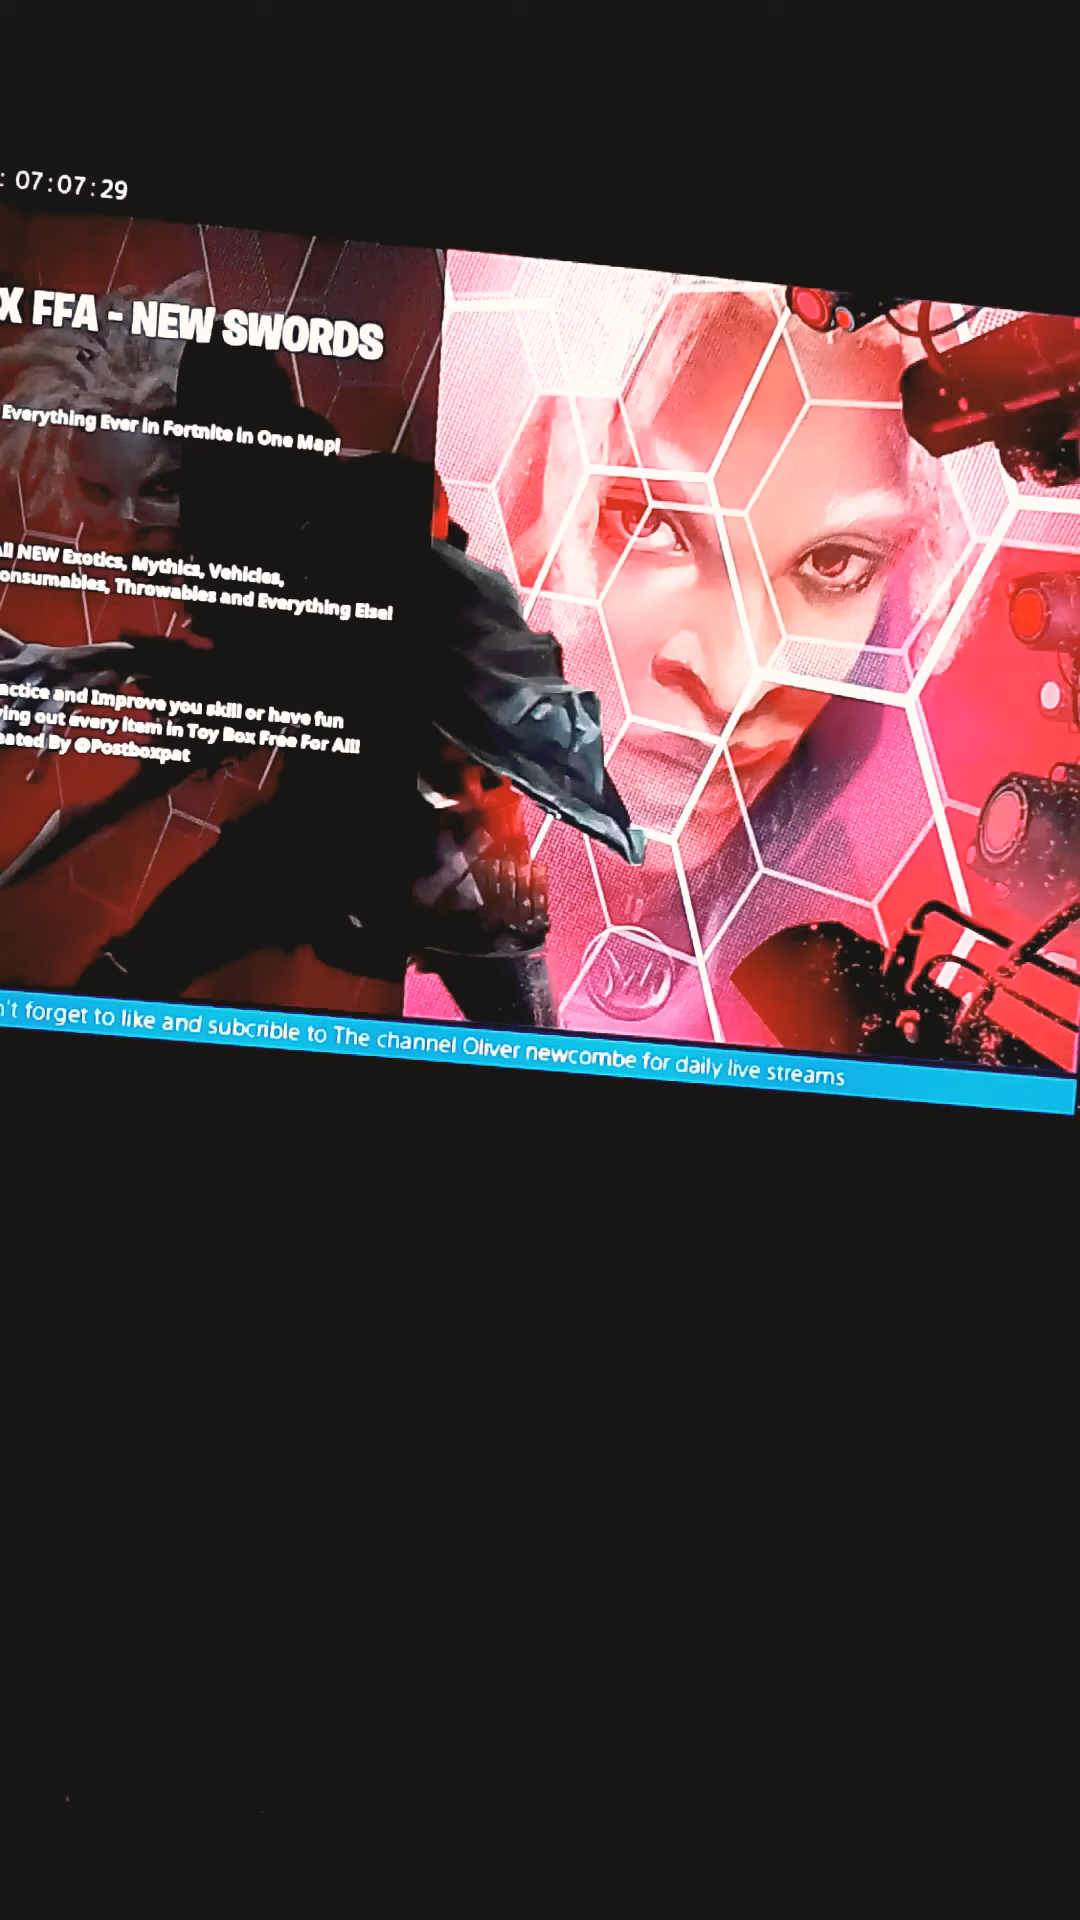 : 07:07:29
X FFA - NEW SWORDS
Everything Ever in Fortnite in One Map!
All NEW Exotics, Mythics, Vehicles,
onsumables, Throwables and Everything Else!
actice and Improve you skill or have fun
ying out every item in Toy Box Free For All!
eated By @Postboxpat
n't forget to like and subcrible to The channel Oliver newcombe for daily live streams